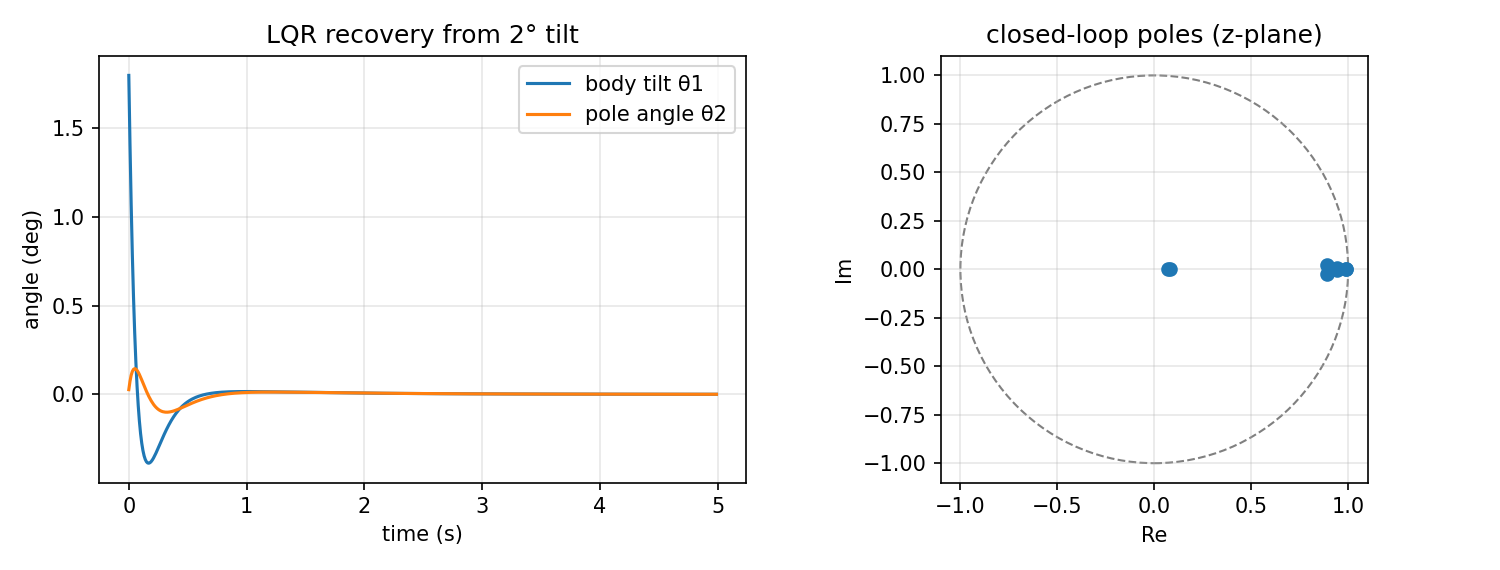 LQR recovery from 2° tilt
body tilt θ1
pole angle θ2
angle (deg)
1.5
1.0
0.5
0.0
0 1 2 3 4 5
time (s)
closed-loop poles (z-plane)
Im
1.00
0.75
0.50
0.25
0.00
−0.25
−0.50
−0.75
−1.00
−1.0 −0.5 0.0 0.5 1.0
Re